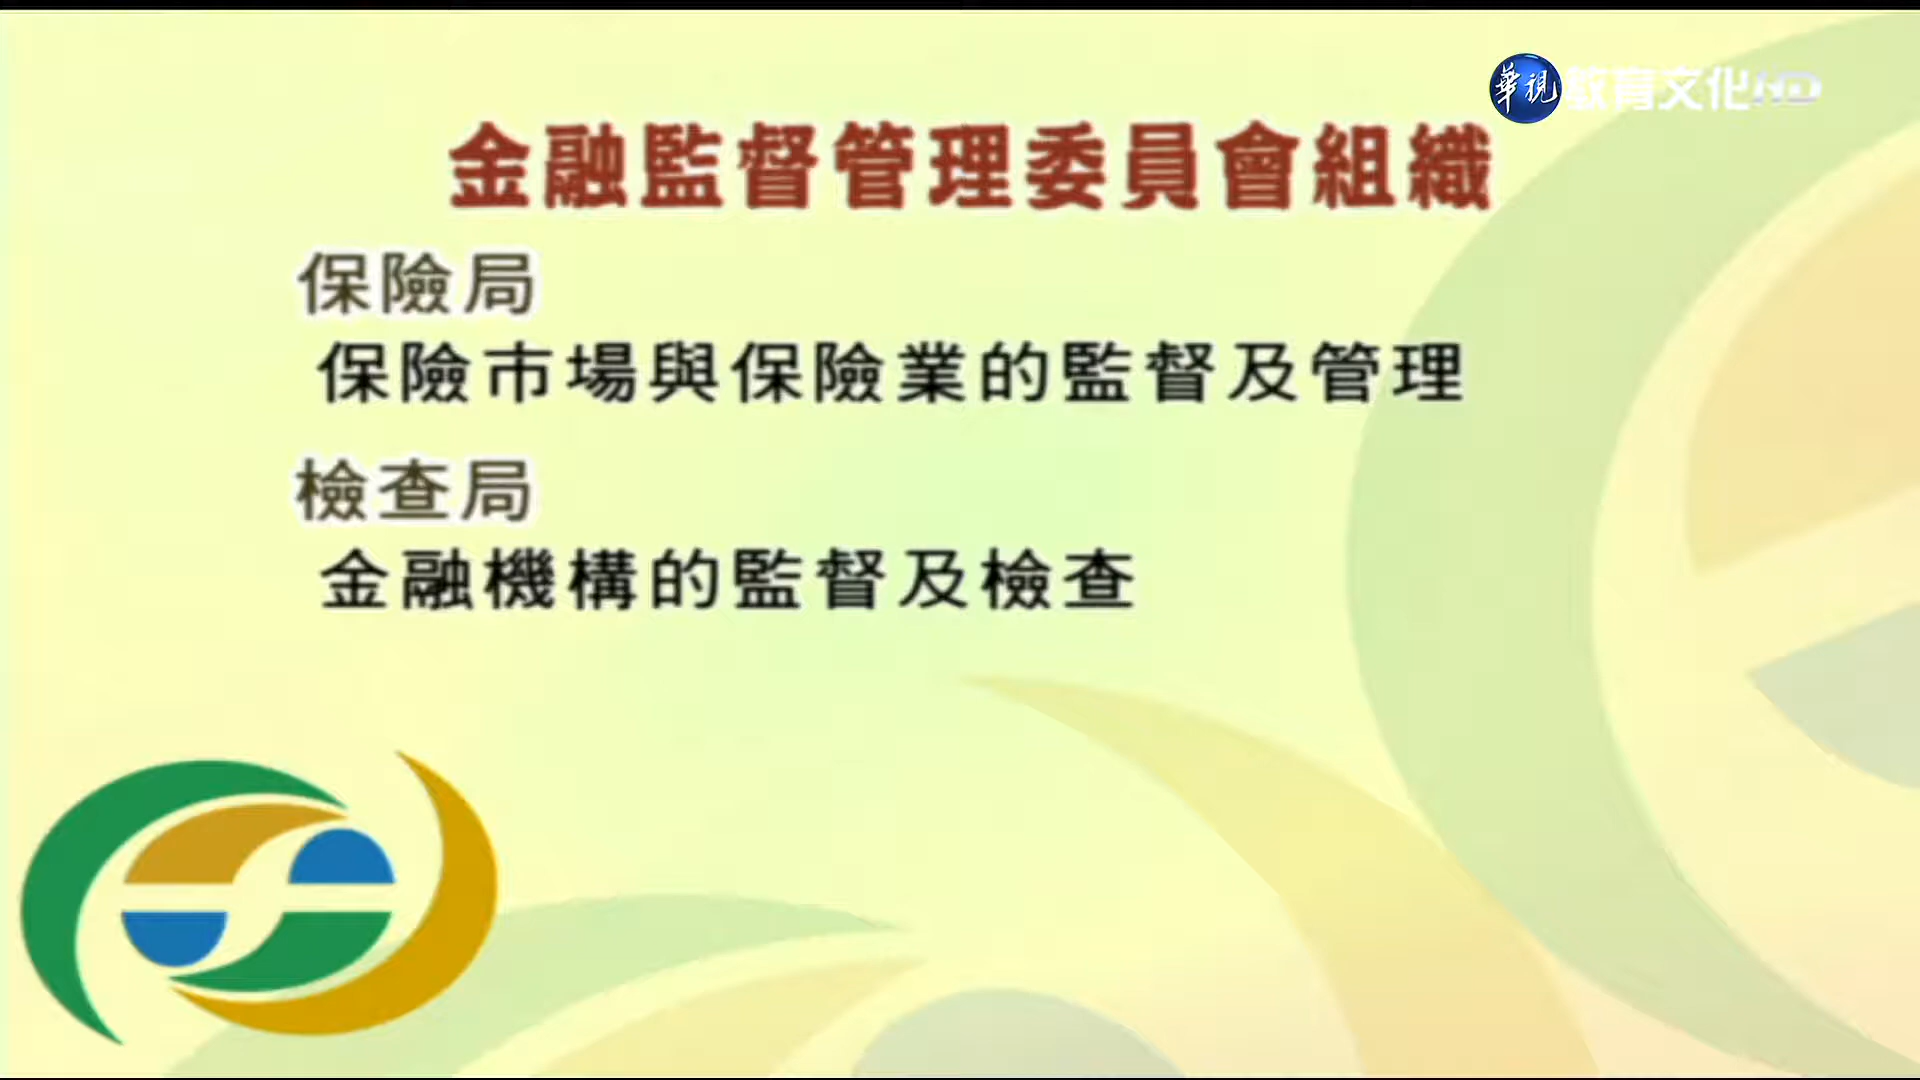 華視教育文化HD
金融監督管理委員會組織
保險局
保險市場與保險業的監督及管理
檢查局
金融機構的監督及檢查